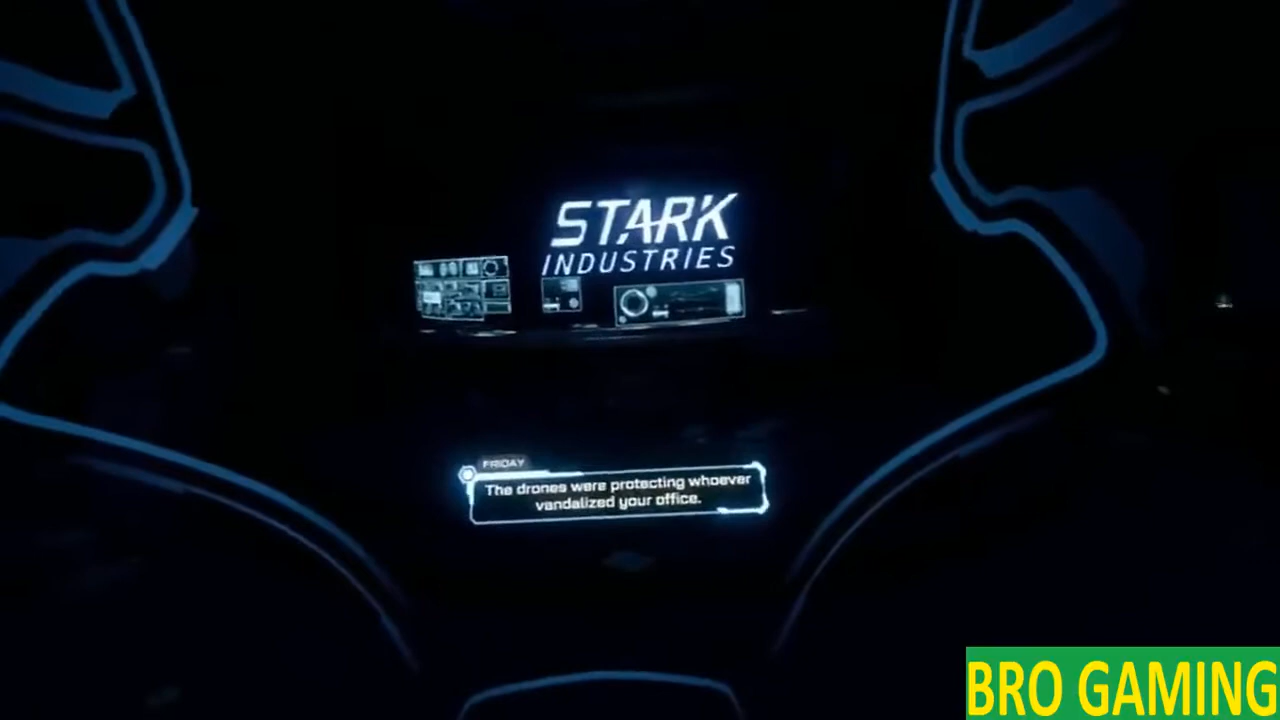 STARK
INDUSTRIES
FRIDAY
The drones were protecting whoever
vandalized your office.
BRO GAMING